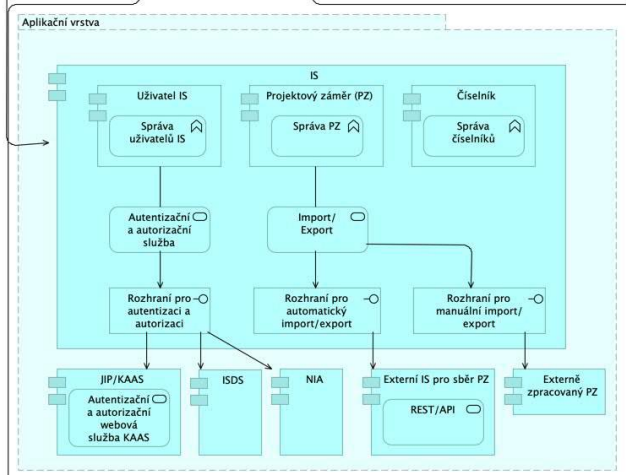 Aplikační vrstva
IS
Uživatel IS
Správa
uživatelů IS
Projektový záměr (PZ)
Správa PZ
Číselník
Správa
číselníků
Autentizační
a autorizační
služba
Import/
Export
Rozhraní pro
autentizaci a
autorizaci
Rozhraní pro
automatický
import/export
Rozhraní pro
manuální import/
export
JIP/KAAS
Autentizační
a autorizační
webová
služba KAAS
ISDS
NIA
Externí IS pro sběr PZ
REST/API
Externě
zpracovaný PZ